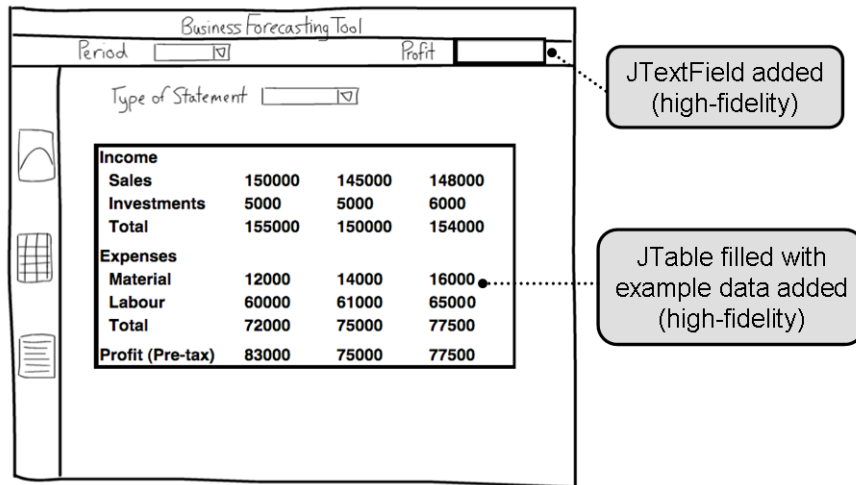 Business Forecasting Tool
Period Profit
JTextField added
(high-fidelity)
Type of Statement
Income
Sales 150000 145000 148000
Investments 5000 5000 6000
Total 155000 150000 154000
Expenses
Material 12000 14000 16000
Labour 60000 61000 65000
Total 72000 75000 77500
Profit (Pre-tax) 83000 75000 77500
JTable filled with
example data added
(high-fidelity)